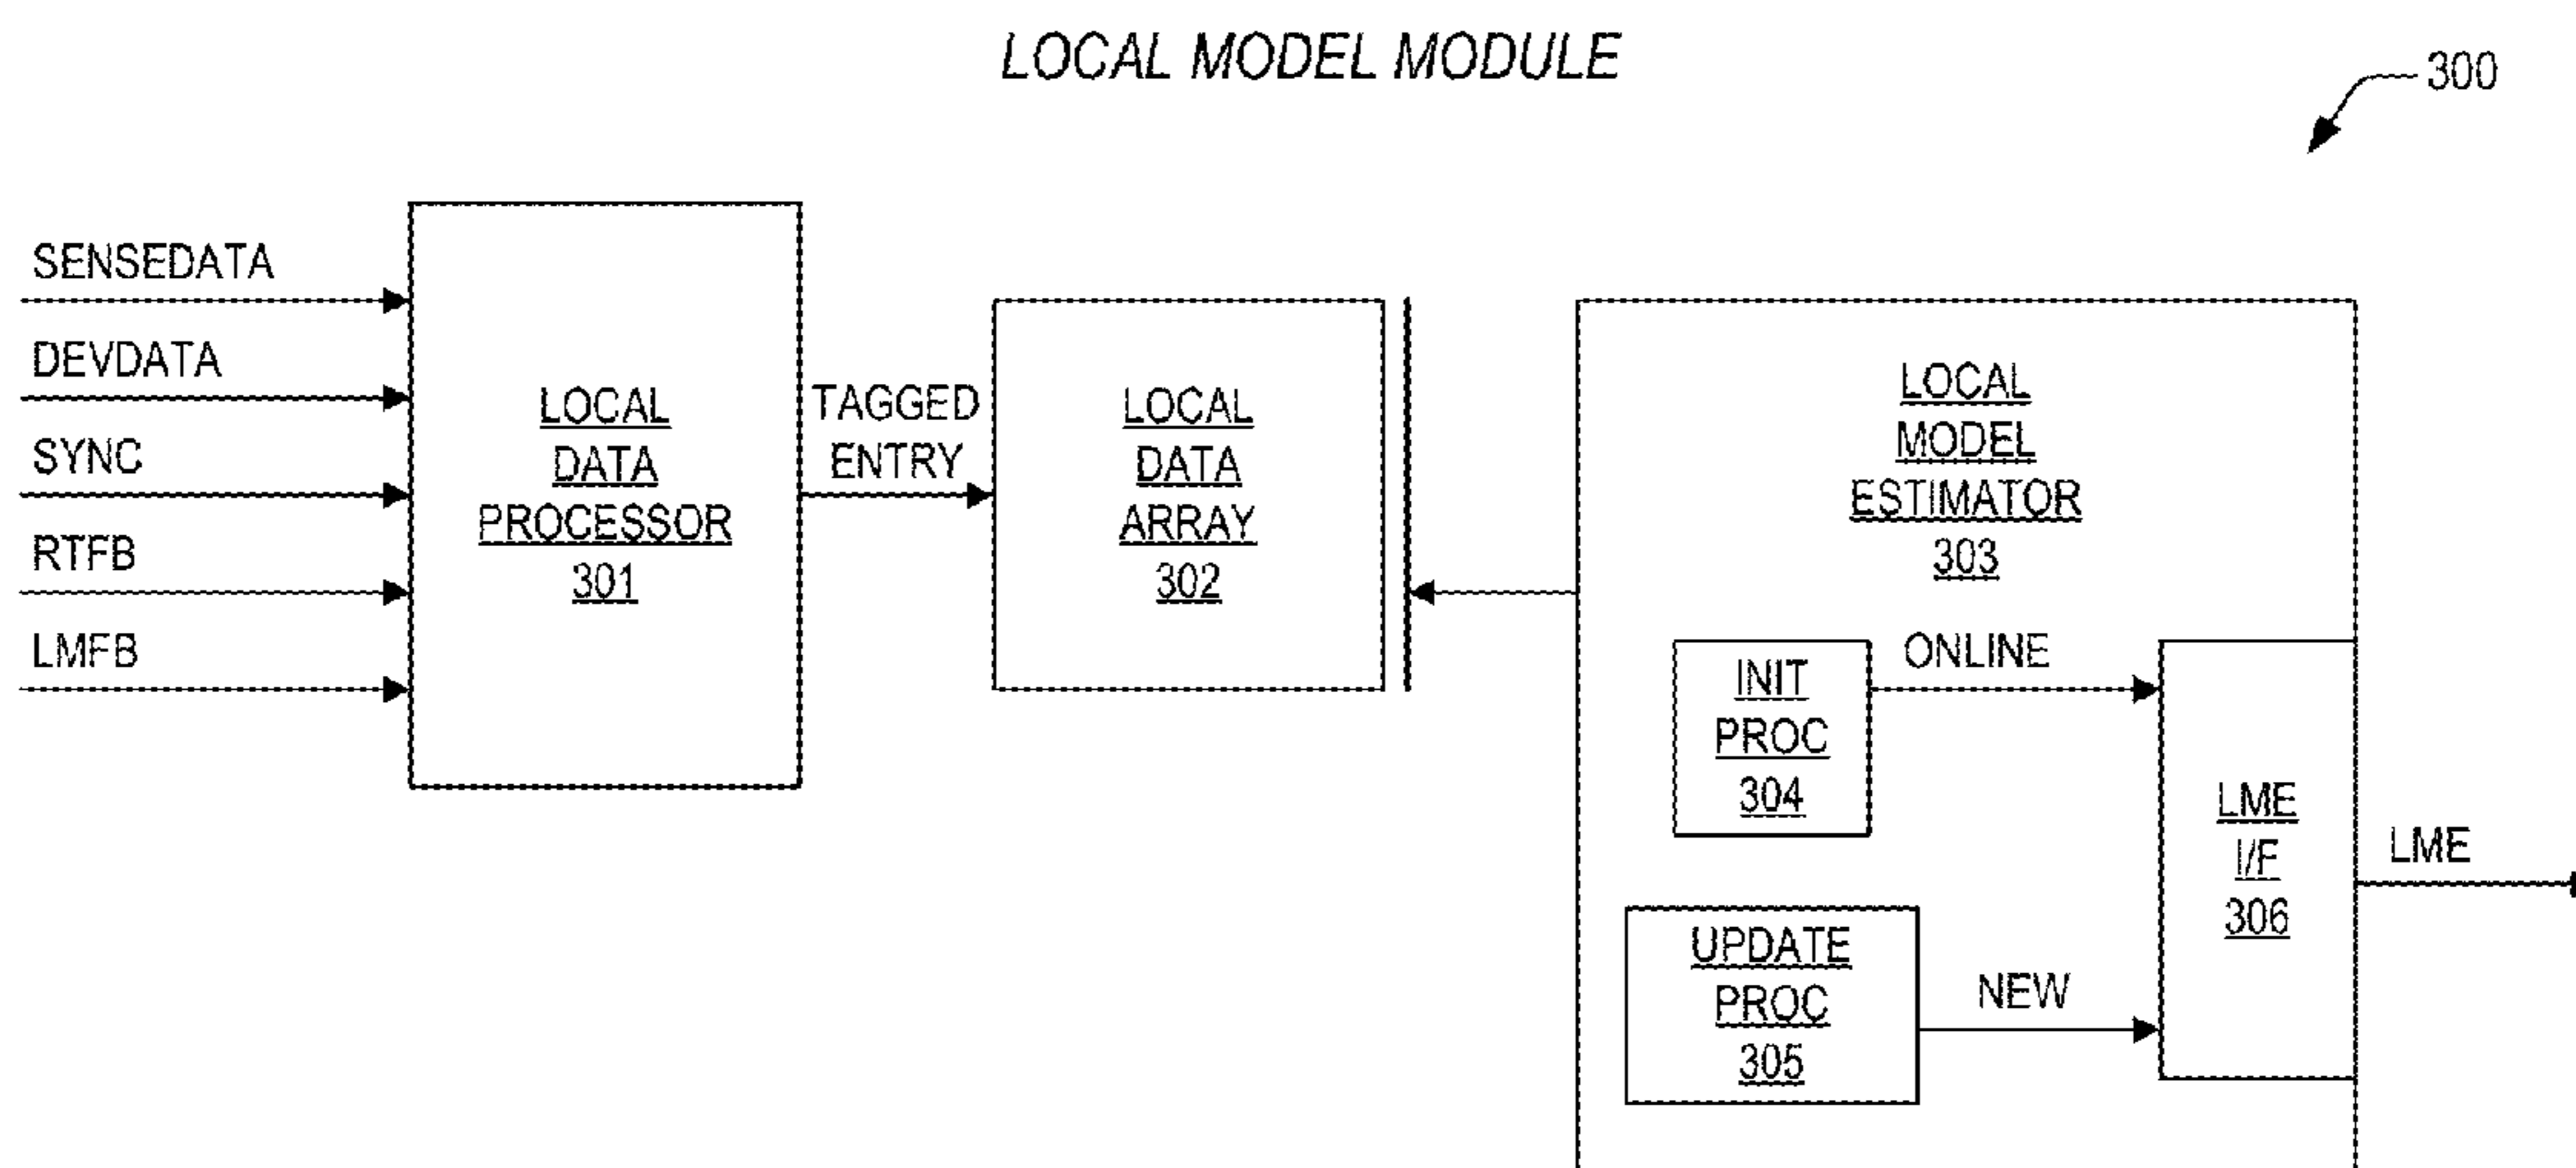 LOCAL MODEL MODULE
300
SENSEDATA
DEVDATA
SYNC
RTFB
LMFB
LOCAL
DATA
PROCESSOR
301
TAGGED
ENTRY
LOCAL
DATA
ARRAY
302
LOCAL
MODEL
ESTIMATOR
303
INIT
PROC
304
ONLINE
UPDATE
PROC
305
NEW
LME
I/F
306
LME